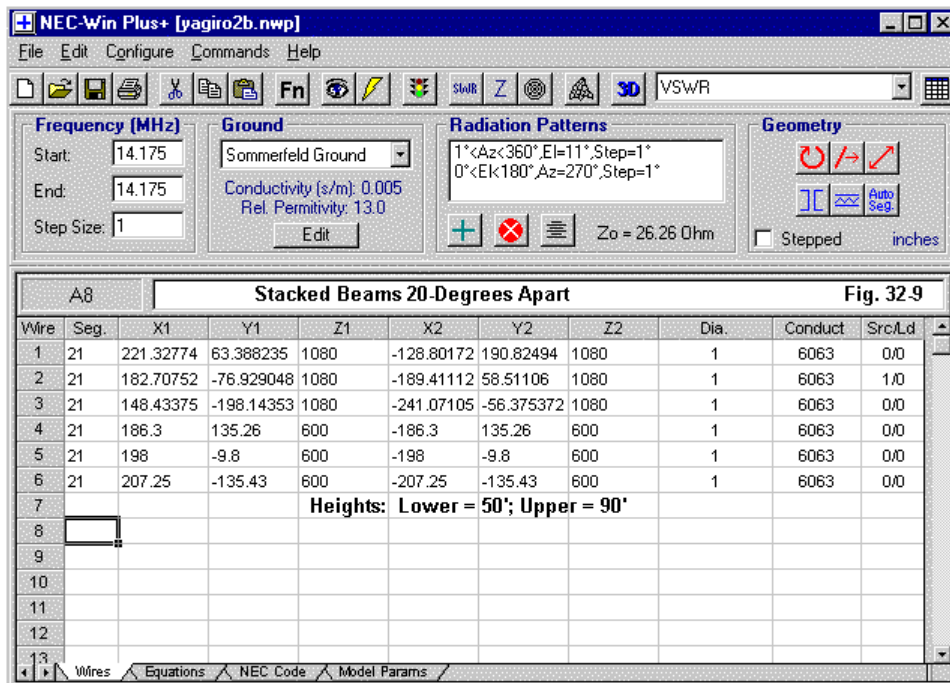 NEC-Win Plus+ [yagiro2b.nwp]
File Edit Configure Commands Help
Fn SWR Z 3D VSWR
Frequency (MHz) Ground Radiation Patterns Geometry
Start: 14.175 Sommerfeld Ground 1°<Az<360°,El=11°,Step=1°
0°<El<180°,Az=270°,Step=1°
End: 14.175 Conductivity (s/m): 0.005
Rel. Permitivity: 13.0
Auto Seg.
Step Size: 1 Edit Zo = 26.26 Ohm Stepped inches
A8 Stacked Beams 20-Degrees Apart Fig. 32-9
Wire Seg. X1 Y1 Z1 X2 Y2 Z2 Dia. Conduct Src/Ld
1 21 221.32774 63.388235 1080 -128.80172 190.82494 1080 1 6063 0/0
2 21 182.70752 -76.929048 1080 -189.41112 58.51106 1080 1 6063 1/0
3 21 148.43375 -198.14353 1080 -241.07105 -56.375372 1080 1 6063 0/0
4 21 186.3 135.26 600 -186.3 135.26 600 1 6063 0/0
5 21 198 -9.8 600 -198 -9.8 600 1 6063 0/0
6 21 207.25 -135.43 600 -207.25 -135.43 600 1 6063 0/0
7 Heights: Lower = 50'; Upper = 90'
8
9
10
11
12
13
Wires Equations NEC Code Model Params